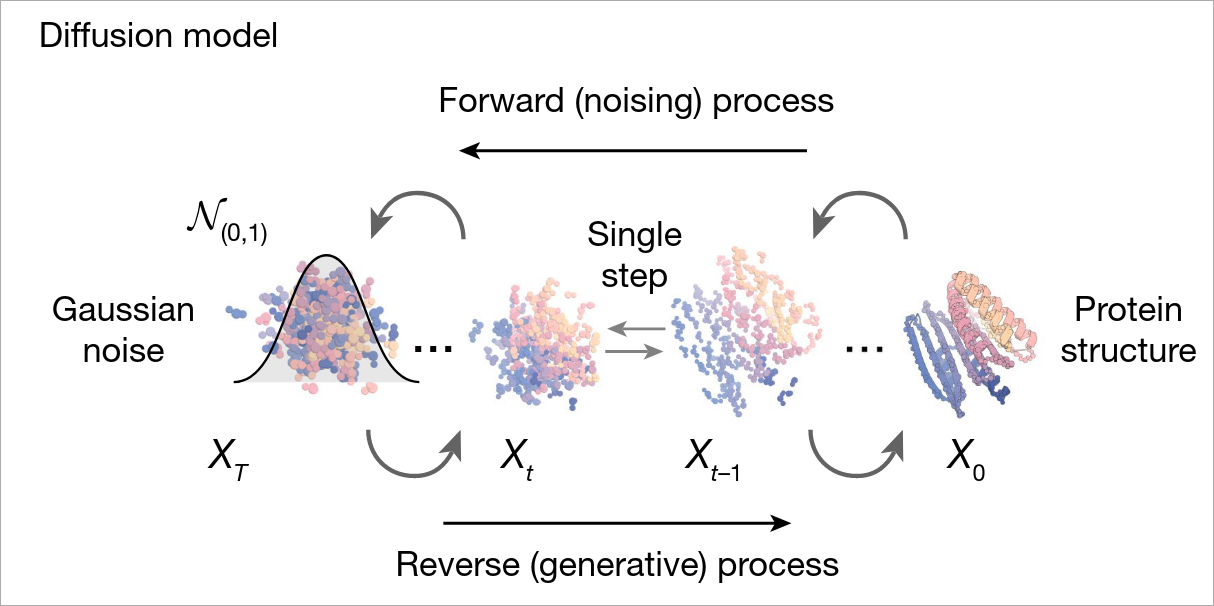 Diffusion model
Forward (noising) process
𝒩(0,1)
Single
step
Gaussian
noise
...
...
Protein
structure
X_T
X_t
X_t–1
X_0
Reverse (generative) process